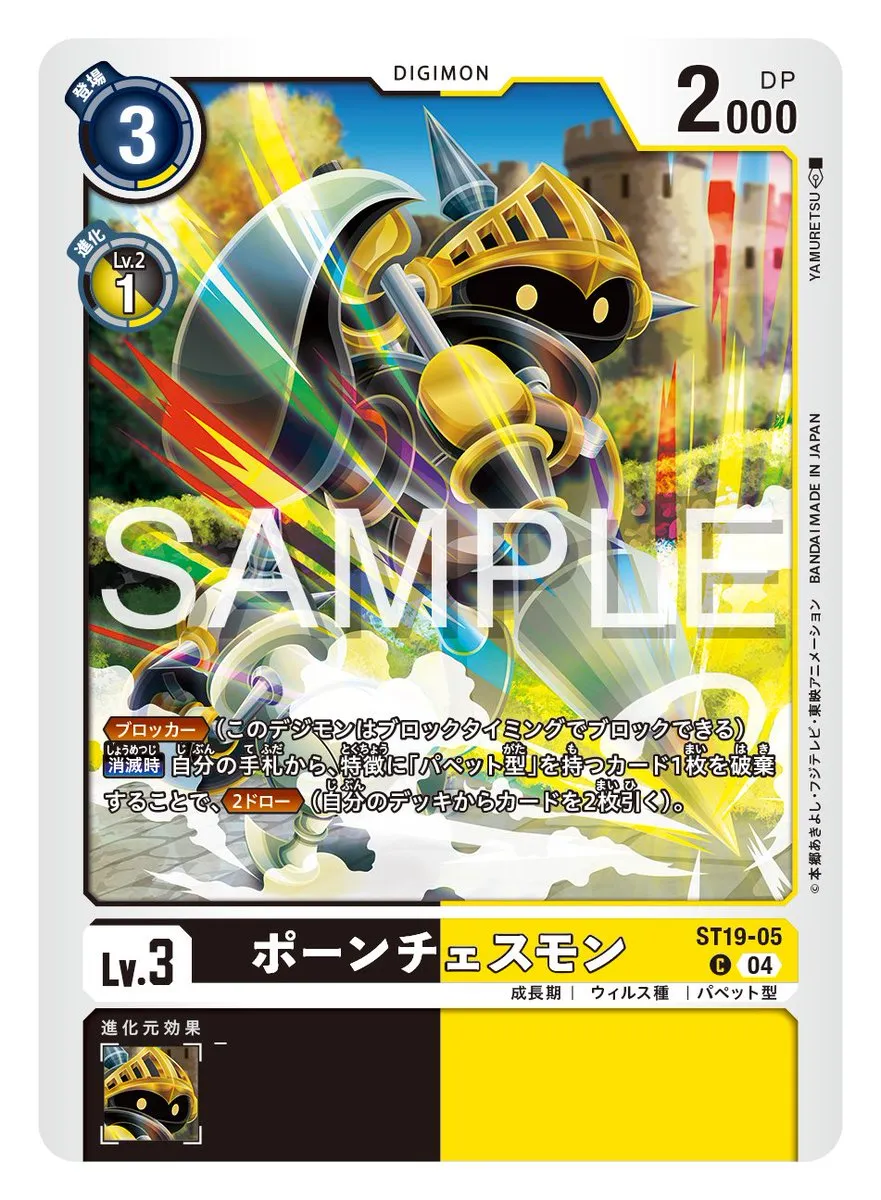 DIGIMON
登場
3
2000
DP
進化
Lv.2
1
YAMURETSU
BANDAI MADE IN JAPAN
©本郷あきよし・フジテレビ・東映アニメーション
SAMPLE
ブロッカー (このデジモンはブロックタイミングでブロックできる)
消滅時 自分の手札から、特徴に「パペット型」を持つカード1枚を破棄
することで、2ドロー (自分のデッキからカードを2枚引く)。
Lv.3
ポーンチェスモン
ST19-05
C 04
成長期 | ウィルス種 | パペット型
進化元効果
–